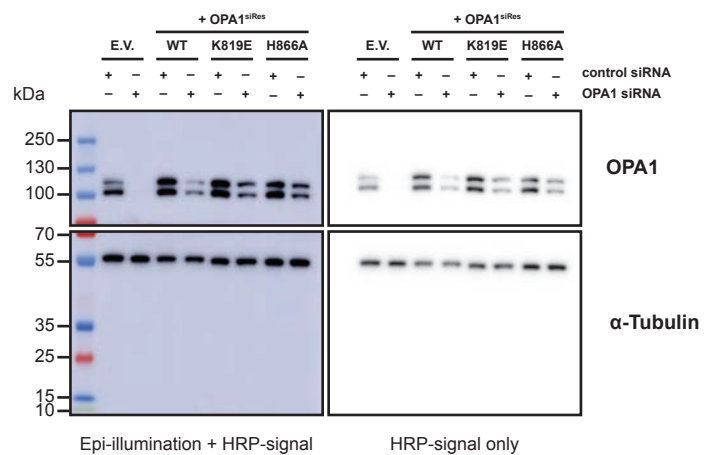 + OPA1siRes + OPA1siRes
E.V. WT K819E H866A E.V. WT K819E H866A
+ – + – + – + – + – + – + – + – control siRNA
kDa – + – + – + – + – + – + – + – + OPA1 siRNA
250
130
100
OPA1
70
55
35
25
15
10
α-Tubulin
Epi-illumination + HRP-signal HRP-signal only